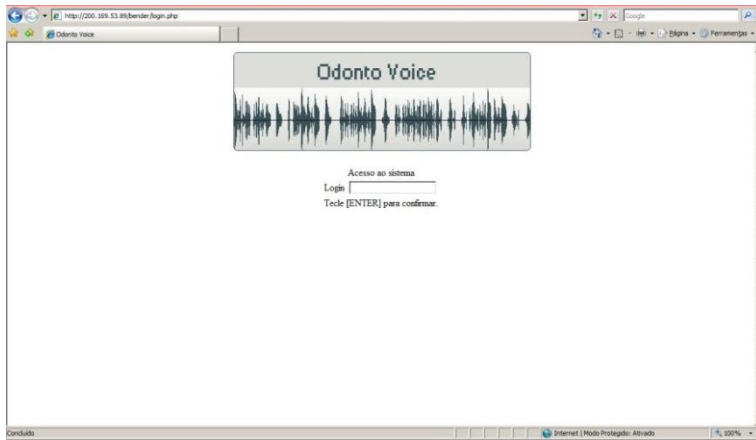 http://200.169.53.89/bender/login.php
Google
Odonto Voice
Página
Ferramentas
Odonto Voice
Acesso ao sistema
Login
Tecle [ENTER] para confirmar.
Concluído
Internet | Modo Protegido: Ativado
100%